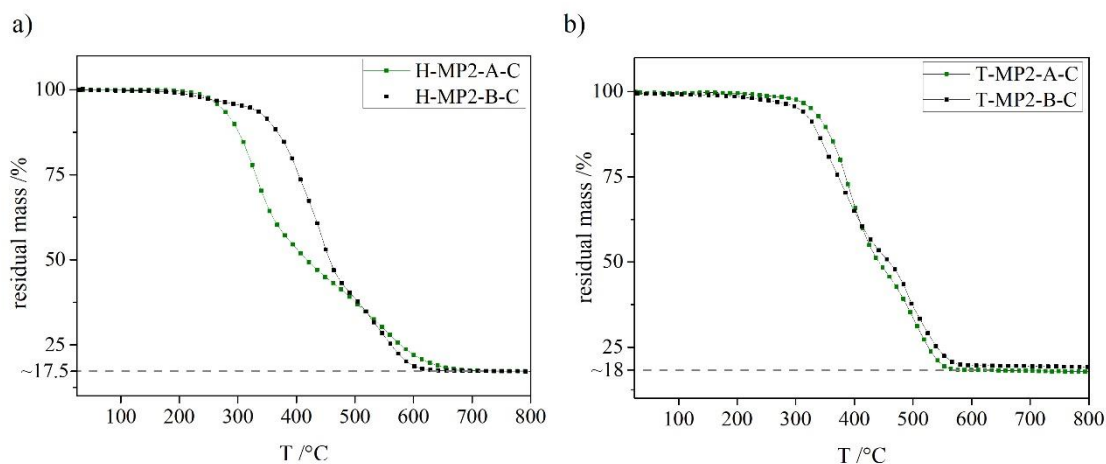 a)
H-MP2-A-C
H-MP2-B-C
residual mass /%
100
75
50
25
~17.5
100 200 300 400 500 600 700 800
T /°C
b)
T-MP2-A-C
T-MP2-B-C
residual mass /%
100
75
50
25
~18
100 200 300 400 500 600 700 800
T /°C